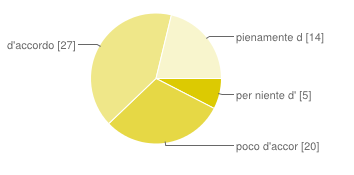 d'accordo [27]
pienamente d [14]
per niente d' [5]
poco d'accor [20]